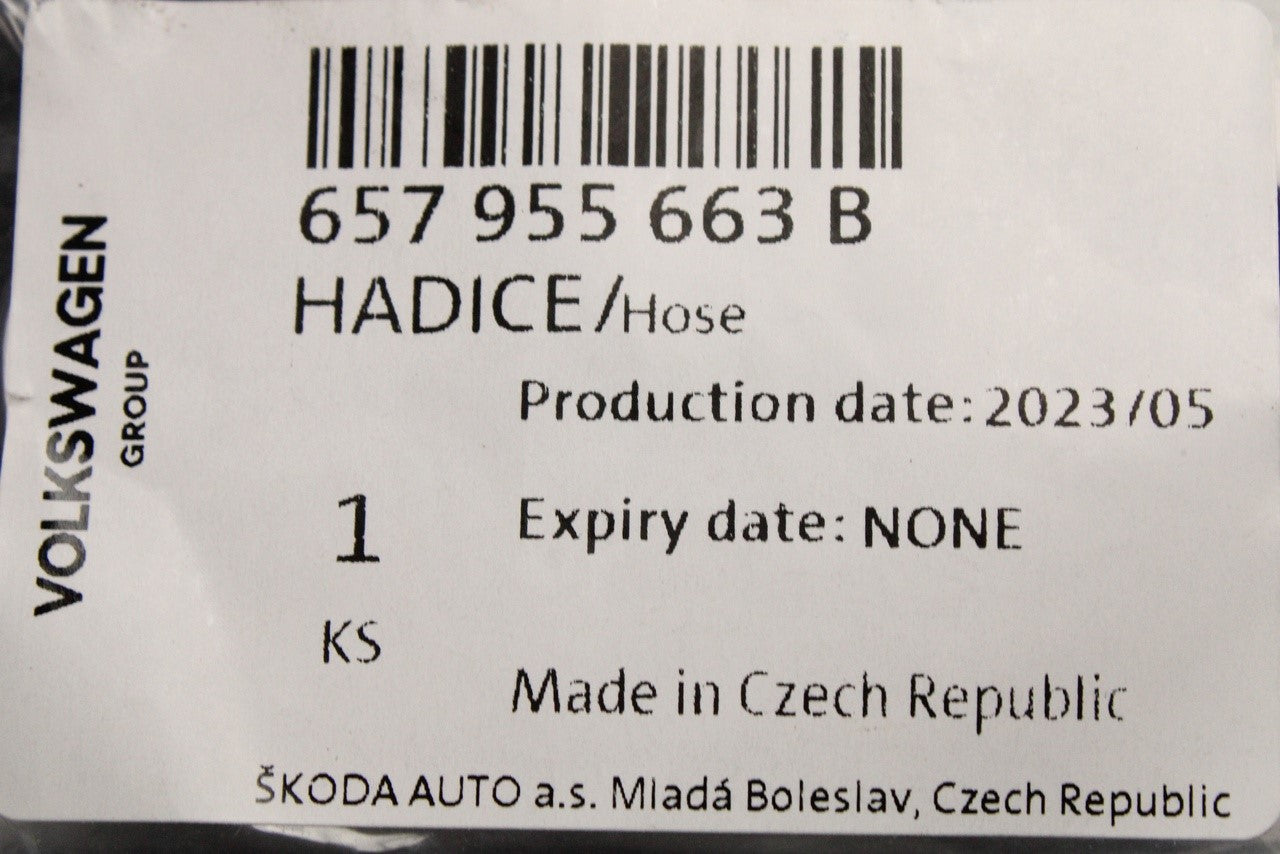 VOLKSWAGEN
GROUP
657 955 663 B
HADICE/Hose
Production date: 2023/05
1
Expiry date: NONE
KS
Made in Czech Republic
ŠKODA AUTO a.s. Mladá Boleslav, Czech Republic